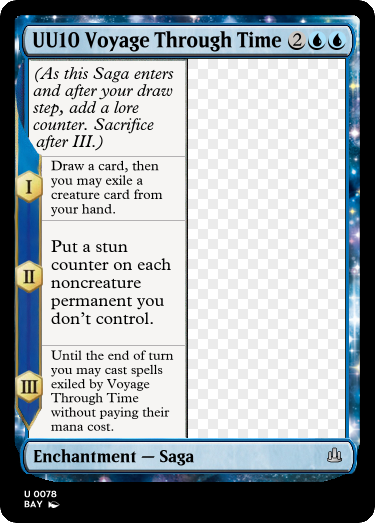 UU10 Voyage Through Time 2
(As this Saga enters
and after your draw
step, add a lore
counter. Sacrifice
after III.)
I
Draw a card, then
you may exile a
creature card from
your hand.
II
Put a stun
counter on each
noncreature
permanent you
don't control.
III
Until the end of turn
you may cast spells
exiled by Voyage
Through Time
without paying their
mana cost.
Enchantment — Saga
U 0078
BAY